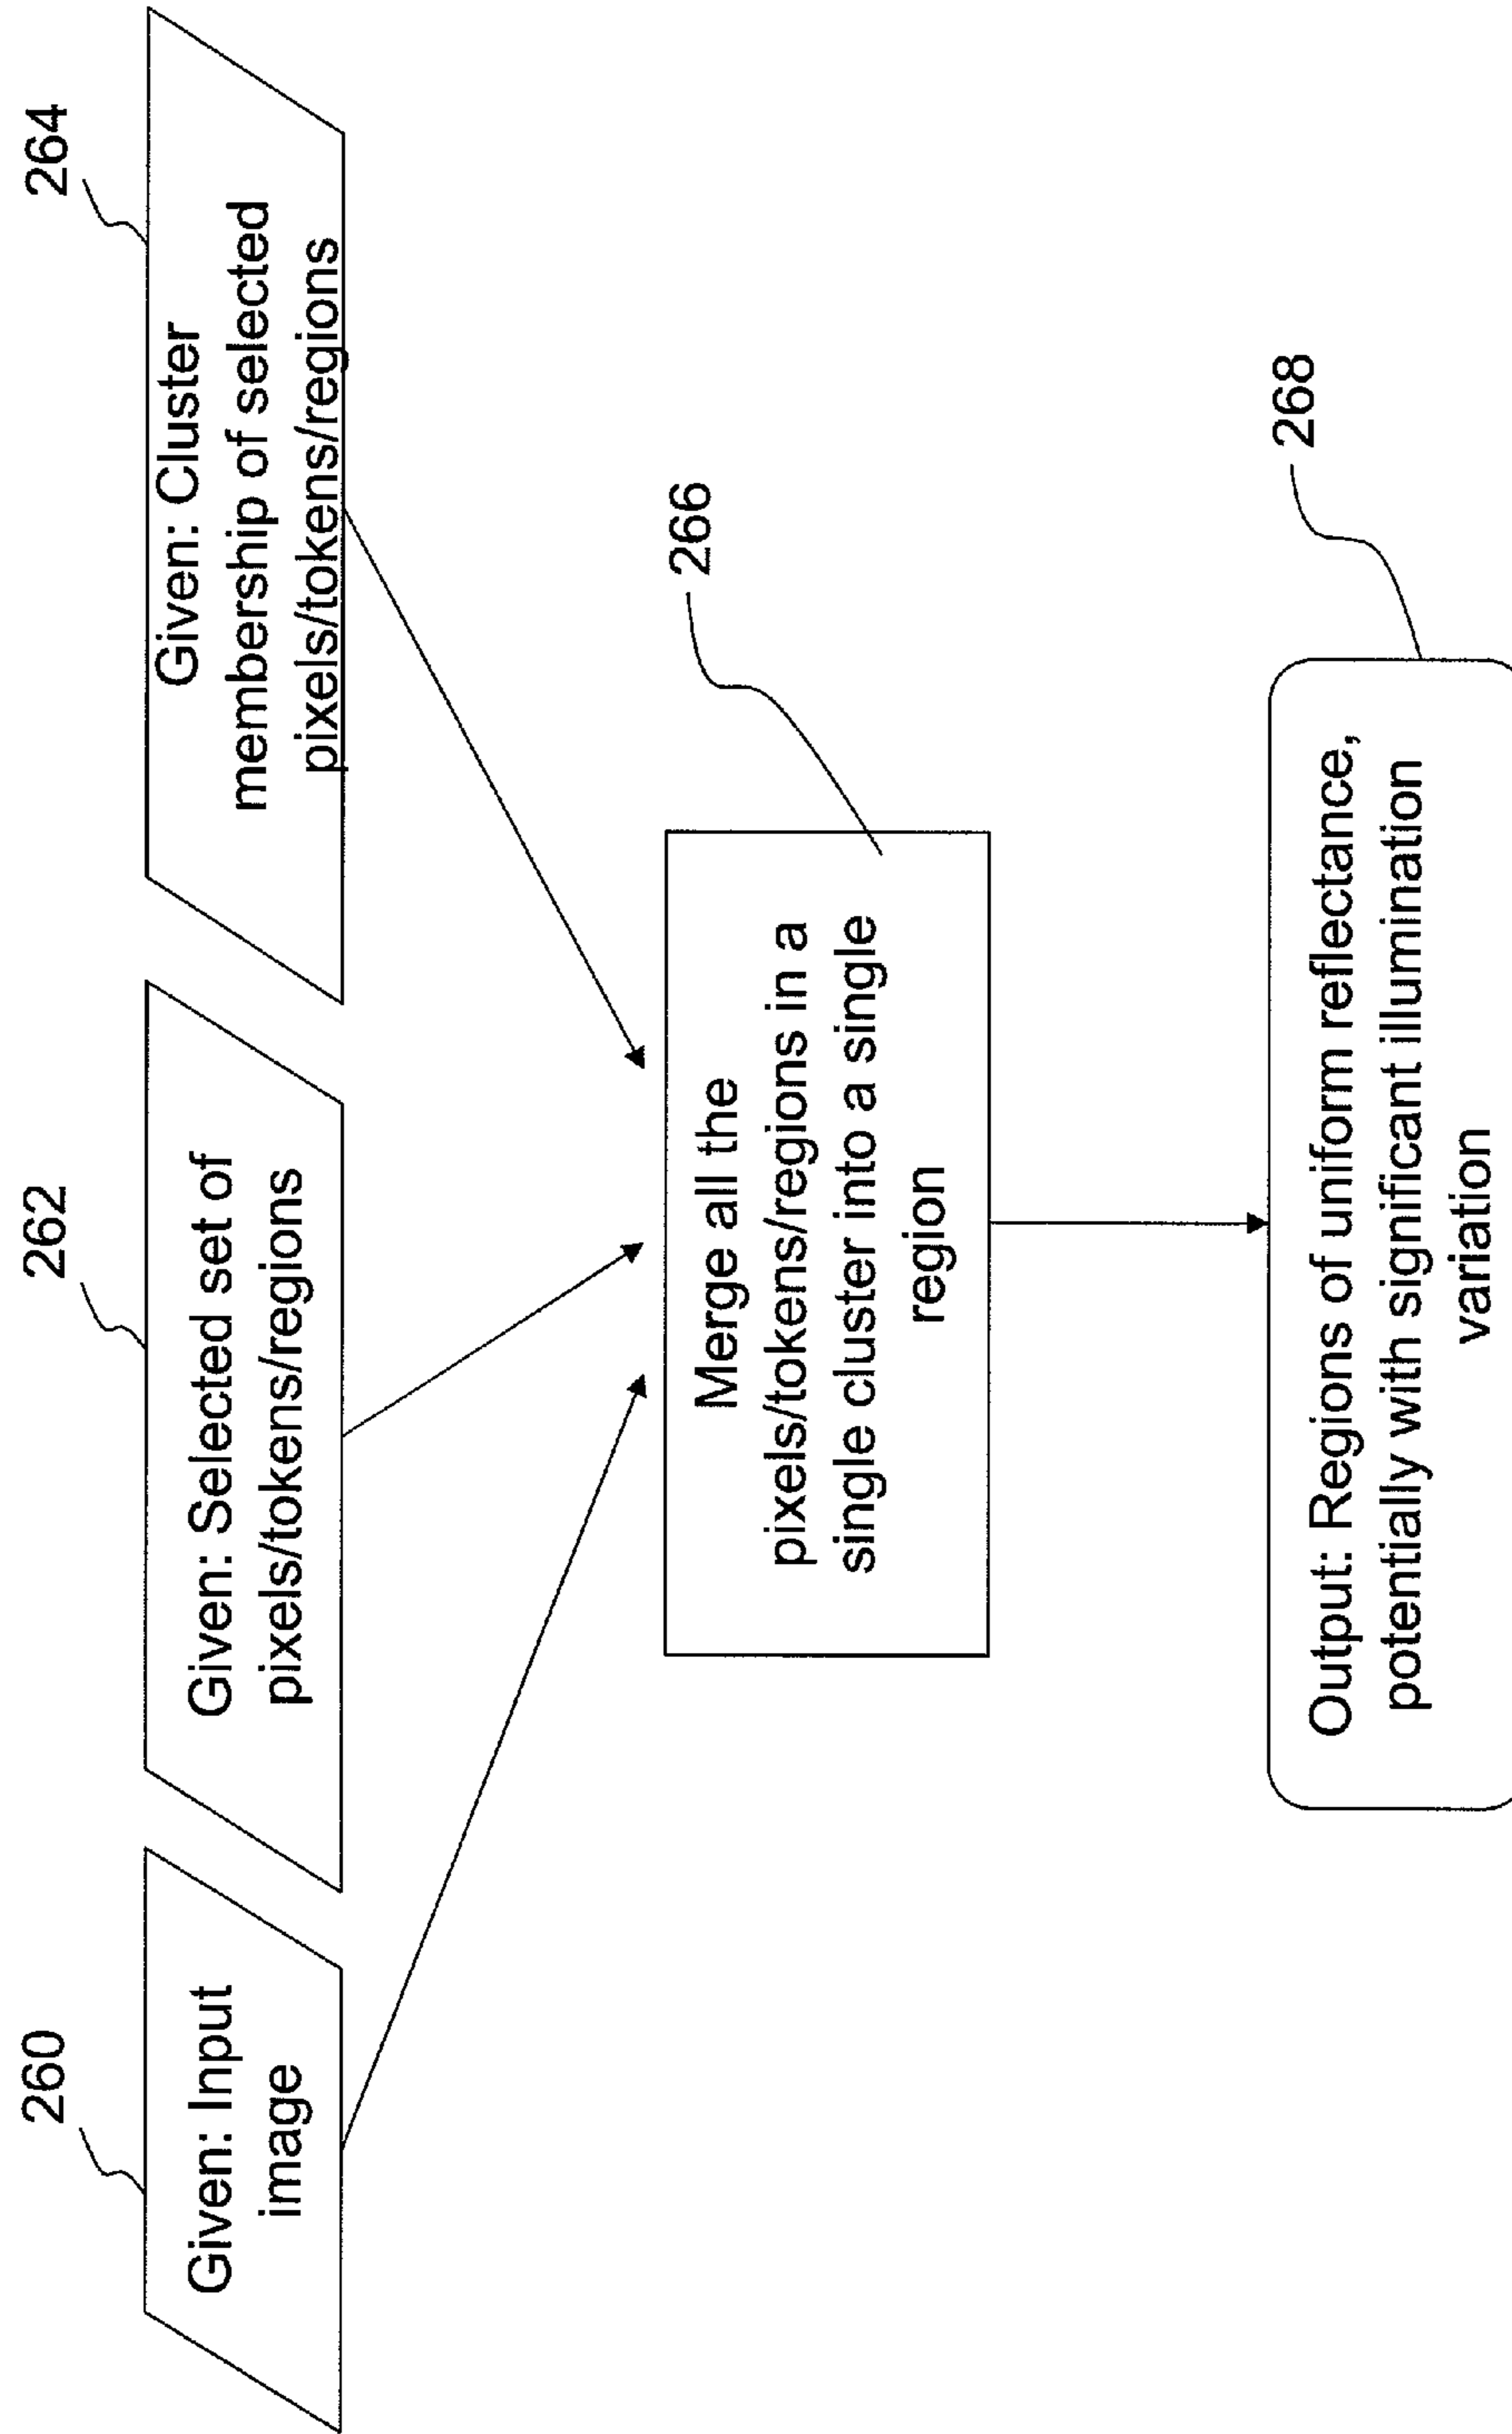 260
Given: Input
image
262
Given: Selected set of
pixels/tokens/regions
264
Given: Cluster
membership of selected
pixels/tokens/regions
266
Merge all the
pixels/tokens/regions in a
single cluster into a single
region
268
Output: Regions of uniform reflectance,
potentially with significant illumination
variation